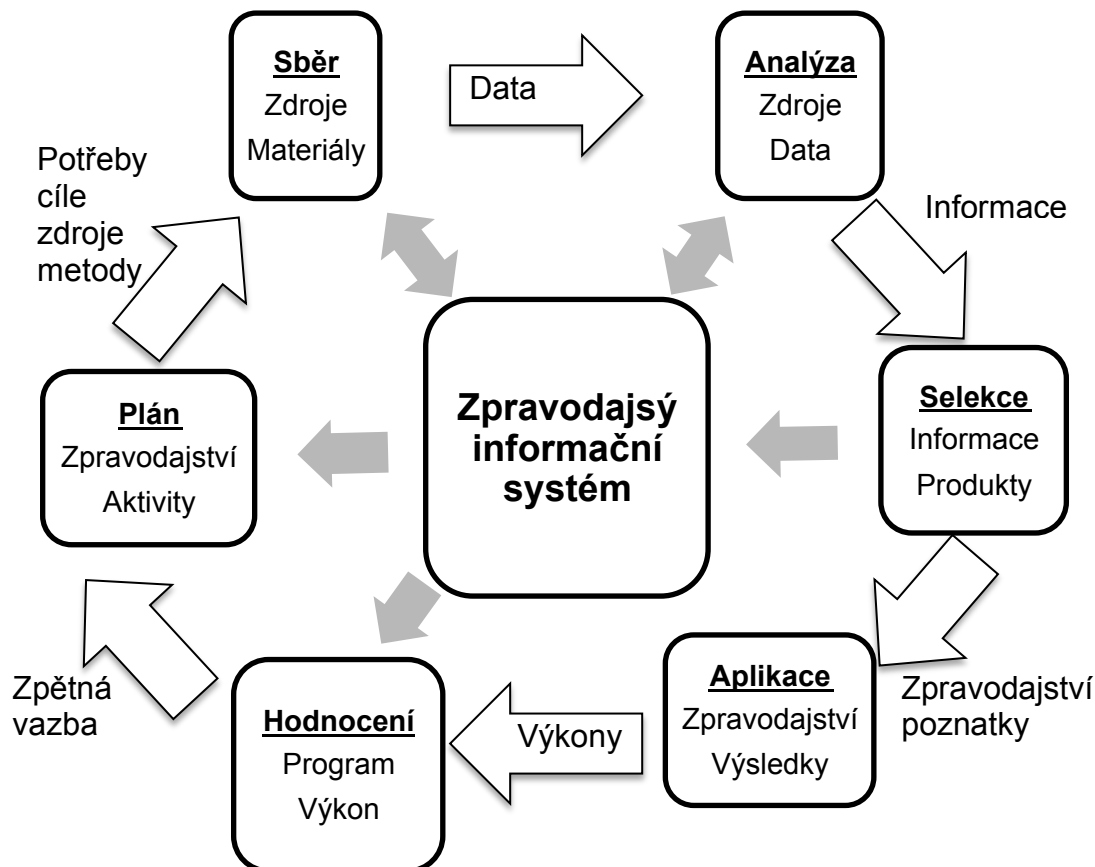 Sběr
Zdroje
Materiály
Data
Analýza
Zdroje
Data
Potřeby
cíle
zdroje
metody
Informace
Zpravodajsý
informační
systém
Plán
Zpravodajství
Aktivity
Selekce
Informace
Produkty
Zpětná
vazba
Hodnocení
Program
Výkon
Výkony
Aplikace
Zpravodajství
Výsledky
Zpravodajství
poznatky